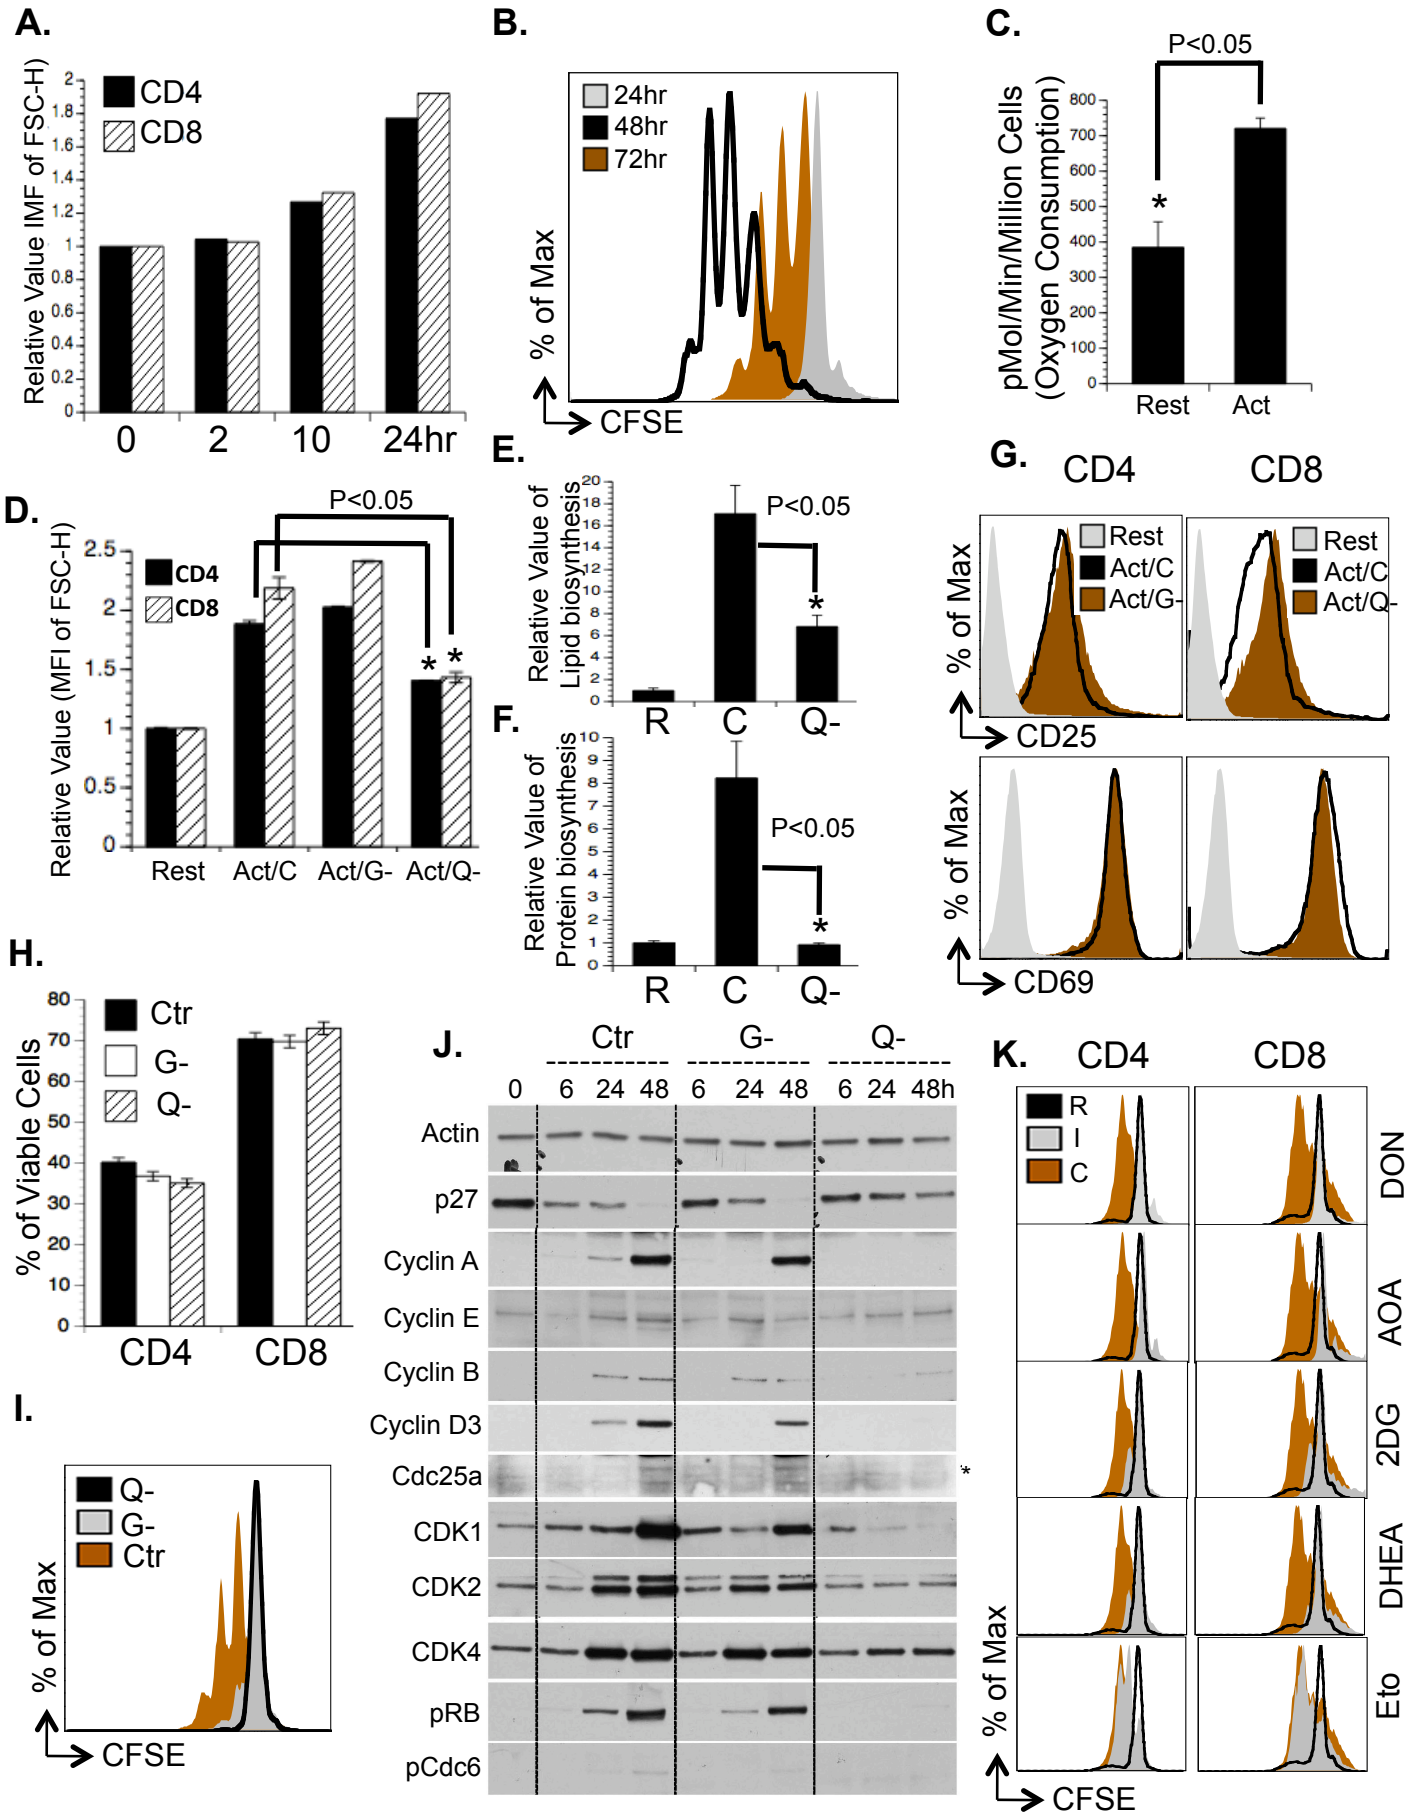 A.
Relative Value IMF of FSC-H)
2
1.8
1.6
1.4
1.2
1
0.8
0.6
0.4
0.2
0
CD4
CD8
0 2 10 24hr
B.
24hr
48hr
72hr
% of Max
CFSE
C.
P<0.05
pMol/Min/Million Cells
(Oxygen Consumption)
800
700
600
500
400
300
200
100
0
*
Rest Act
D.
P<0.05
Relative Value (MFI of FSC-H)
2.5
2
1.5
1
0.5
0
CD4
CD8
* *
Rest Act/C Act/G- Act/Q-
E.
Relative Value of
Lipid biosynthesis
20
18
16
14
12
10
8
6
4
2
0
P<0.05
*
R C Q-
F.
Relative Value of
Protein biosynthesis
10
9
8
7
6
5
4
3
2
1
0
P<0.05
*
R C Q-
G.
CD4 CD8
Rest
Act/C
Act/G-
Rest
Act/C
Act/Q-
% of Max
CD25
% of Max
CD69
H.
% of Viable Cells
80
70
60
50
40
30
20
10
0
Ctr
G-
Q-
CD4 CD8
I.
Q-
G-
Ctr
% of Max
CFSE
J.
Ctr G- Q-
0 6 24 48 6 24 48 6 24 48h
Actin
p27
Cyclin A
Cyclin E
Cyclin B
Cyclin D3
Cdc25a *
CDK1
CDK2
CDK4
pRB
pCdc6
K.
CD4 CD8
R
I
C
DON
AOA
2DG
DHEA
Eto
% of Max
CFSE